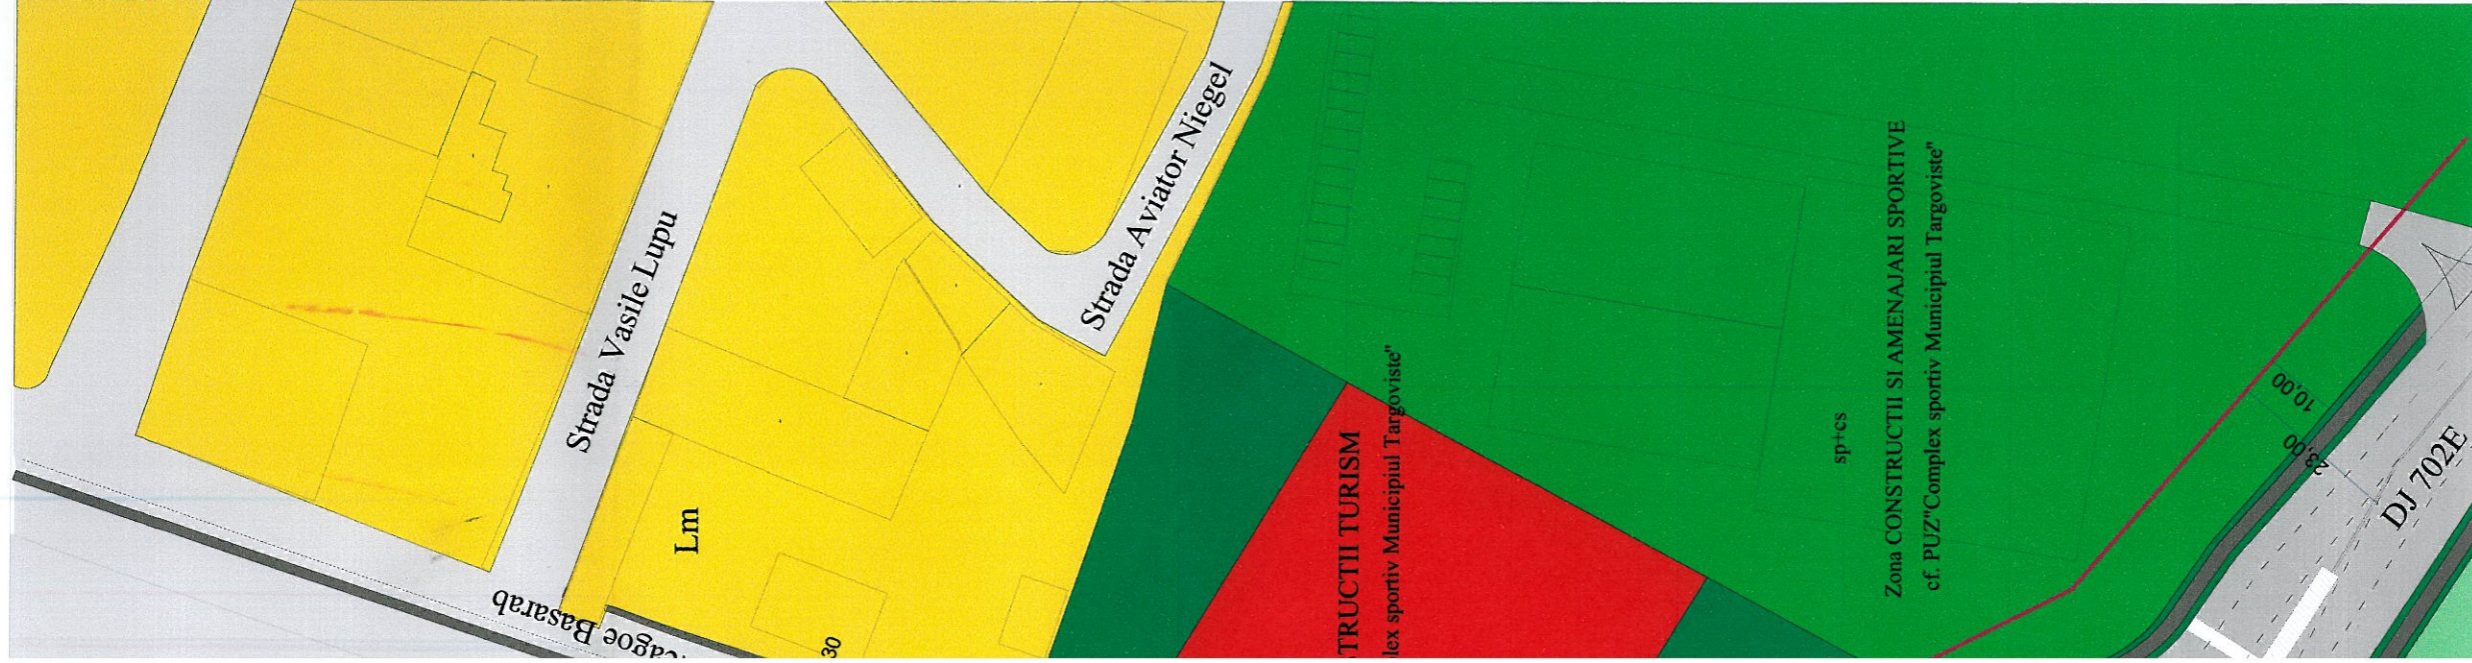 Strada Vasile Lupu
Strada Aviator Niegel
Basarab
Lm
30
TRUCTII TURISM
lex sportiv Municipiul Targoviste"
sp+cs
Zona CONSTRUCTII SI AMENAJARI SPORTIVE
cf. PUZ"Complex sportiv Municipiul Targoviste"
10,00
23,00
DJ 702E